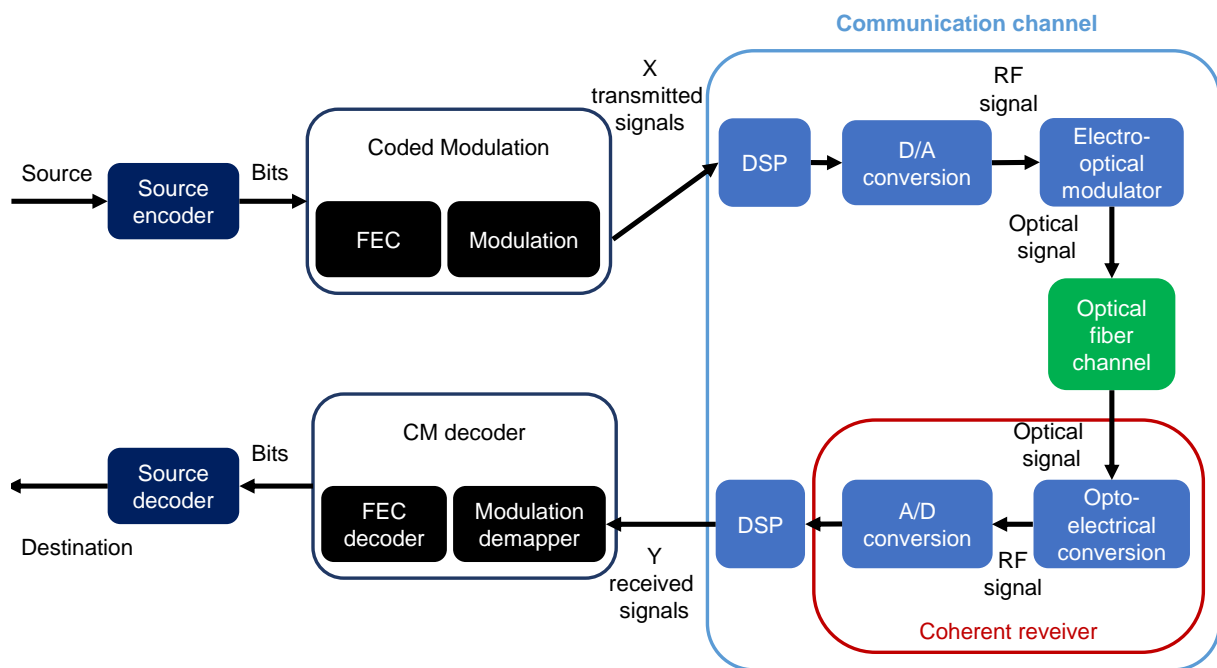 Communication channel
X
transmitted
signals
RF
signal
Coded Modulation
Source
Bits
Source
encoder
FEC
Modulation
DSP
D/A
conversion
Electro-
optical
modulator
Optical
signal
Optical
fiber
channel
Optical
signal
CM decoder
Bits
Source
decoder
Destination
FEC
decoder
Modulation
demapper
DSP
A/D
conversion
Opto-
electrical
conversion
Y
received
signals
RF
signal
Coherent reveiver